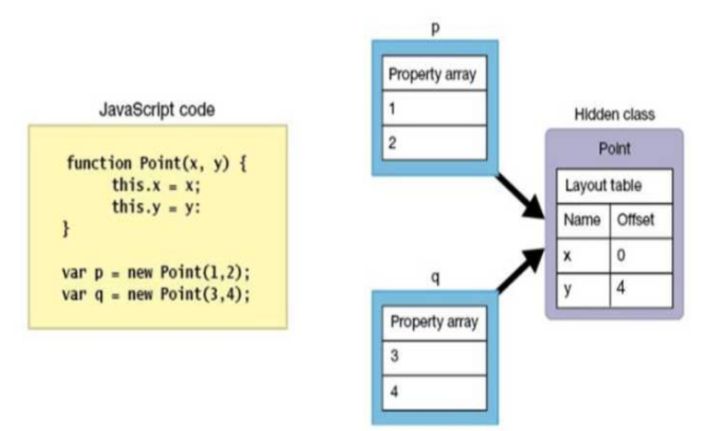 JavaScript code
function Point(x, y) {
this.x = x;
this.y = y:
}
var p = new Point(1,2);
var q = new Point(3,4);
p
Property array
1
2
q
Property array
3
4
Hidden class
Point
Layout table
Name Offset
x 0
y 4